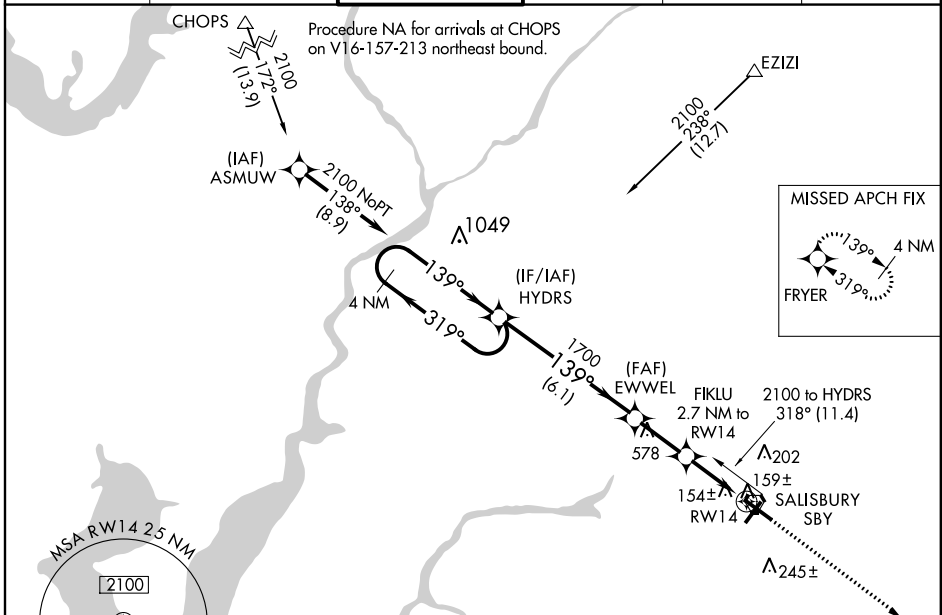 CHOPS
Procedure NA for arrivals at CHOPS
on V16-157-213 northeast bound.
2100
172°
(13.9)
EZIZI
2100
238°
(12.7)
(IAF)
ASMUW
2100 NoPT
138°
(8.9)
MISSED APCH FIX
139°
4 NM
319°
FRYER
1049
139°
(IF/IAF)
HYDRS
4 NM
319°
1700
139°
(6.1)
(FAF)
EWWEL
FIKLU
2.7 NM to
RW14
2100 to HYDRS
318° (11.4)
578
202
159±
154±
RW14
SALISBURY
SBY
245±
MSA RW14 25 NM
2100